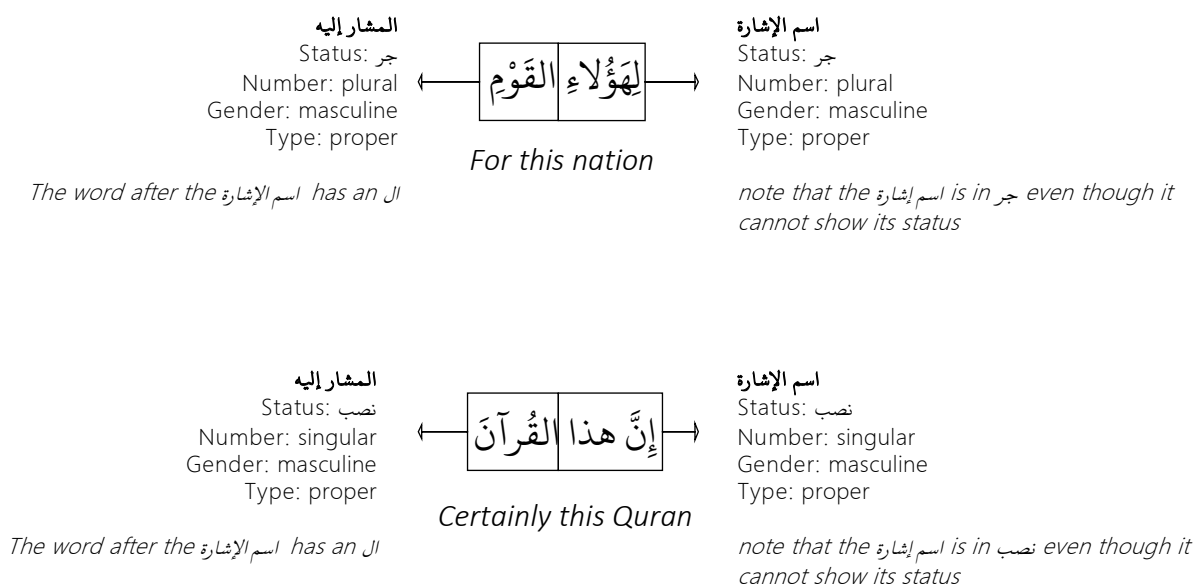 المشار إليه
Status: جر
Number: plural
Gender: masculine
Type: proper
The word after the اسم الإشارة has an ال
لِهَؤُلاءِ القَوْمِ
For this nation
اسم الإشارة
Status: جر
Number: plural
Gender: masculine
Type: proper
note that the اسم إشارة is in جر even though it
cannot show its status
المشار إليه
Status: نصب
Number: singular
Gender: masculine
Type: proper
The word after the اسم الإشارة has an ال
إِنَّ هذا القُرآنَ
Certainly this Quran
اسم الإشارة
Status: نصب
Number: singular
Gender: masculine
Type: proper
note that the اسم إشارة is in نصب even though it
cannot show its status